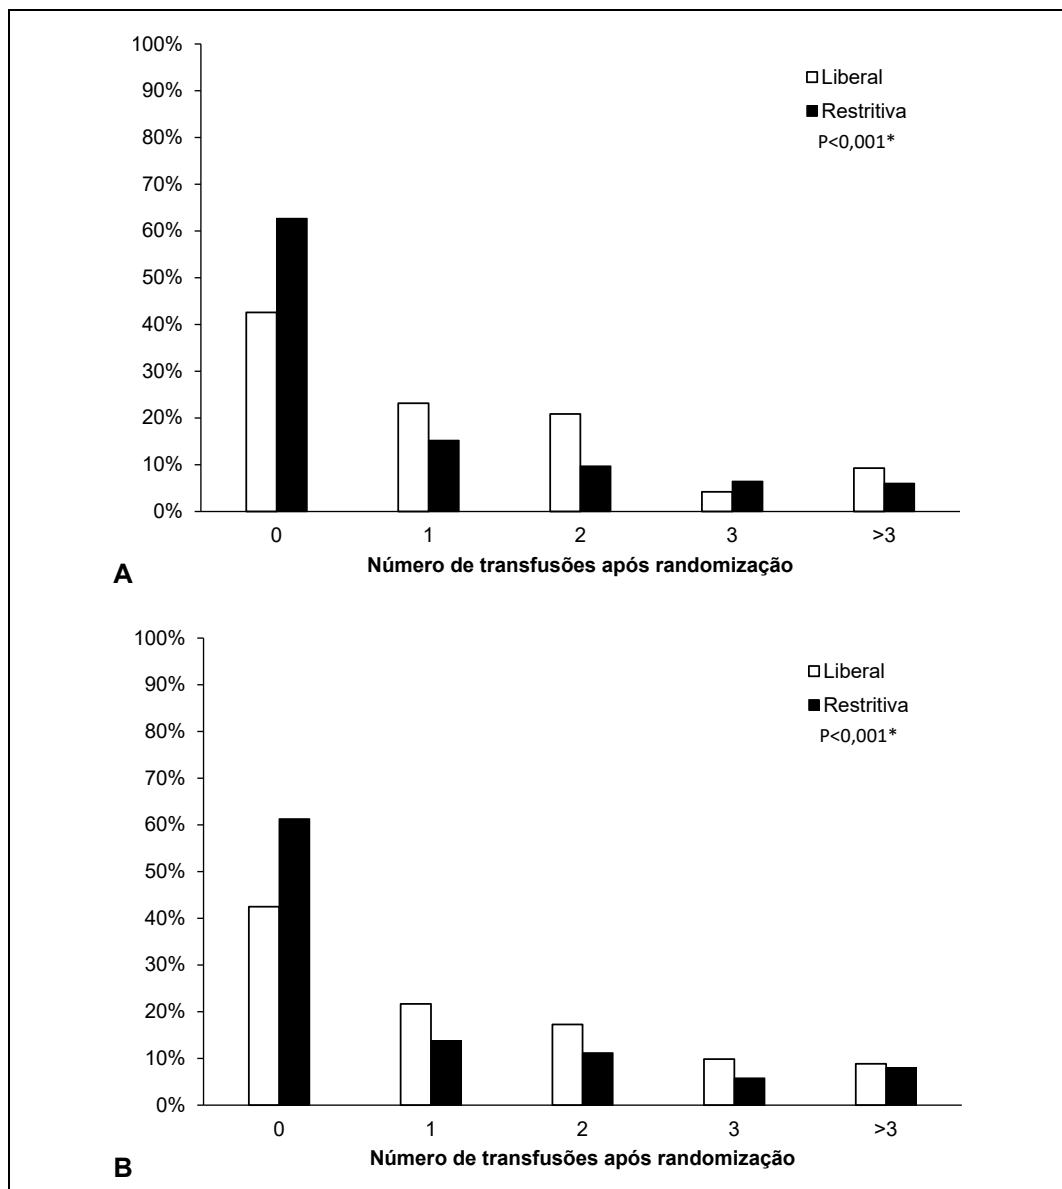 100%
90%
80%
70%
60%
50%
40%
30%
20%
10%
0%
Liberal
Restritiva
P<0,001*
0 1 2 3 >3
Número de transfusões após randomização
A
100%
90%
80%
70%
60%
50%
40%
30%
20%
10%
0%
Liberal
Restritiva
P<0,001*
0 1 2 3 >3
Número de transfusões após randomização
B